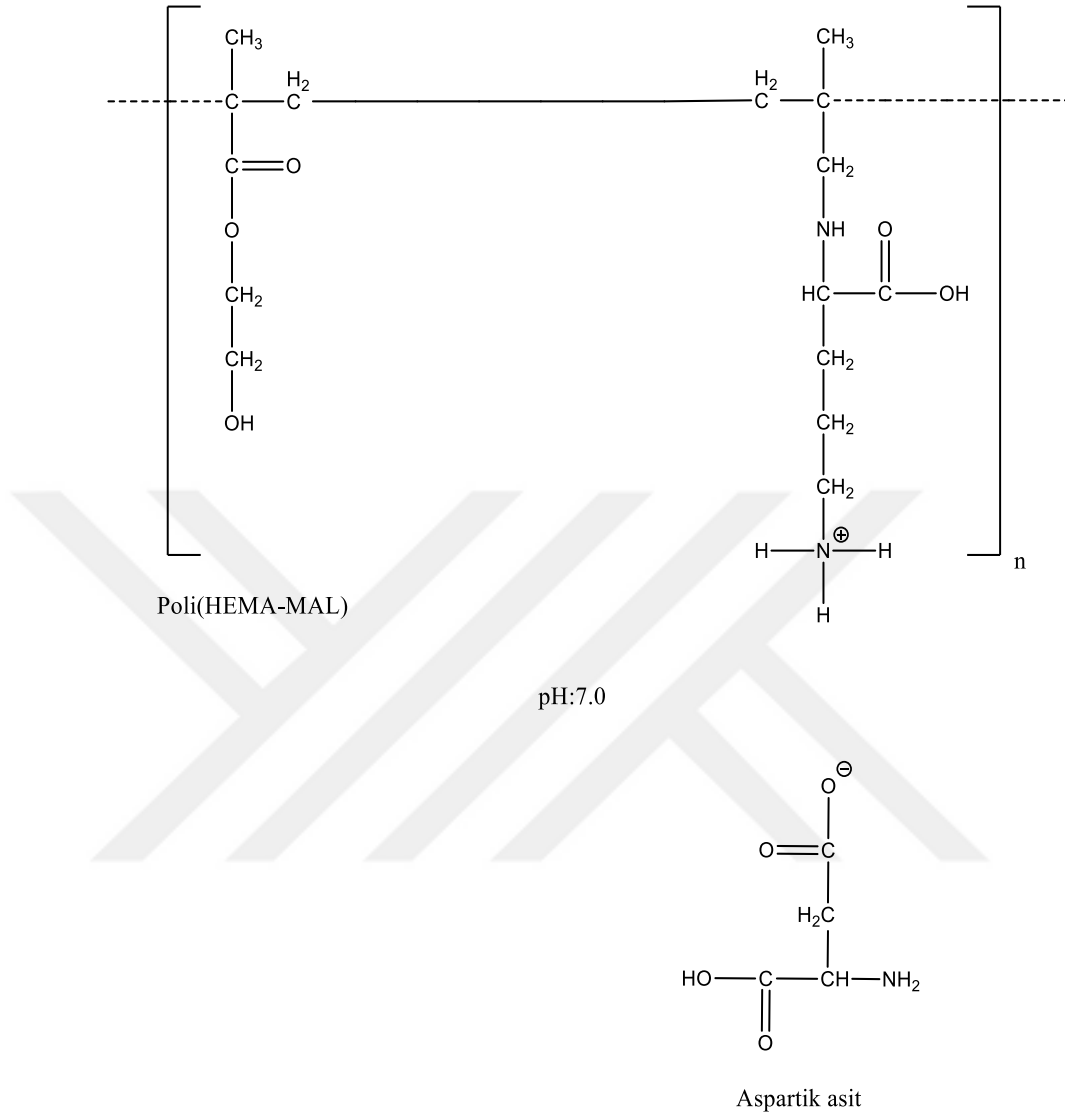 CH3 CH3
H2 H2
C C C C
C O CH2
O NH O
CH2 HC C OH
CH2 CH2
OH CH2
CH2
H N ⊕ H
n
H
Poli(HEMA-MAL)
pH:7.0
⊖
O
O C
H2C
HO C CH NH2
O
Aspartik asit